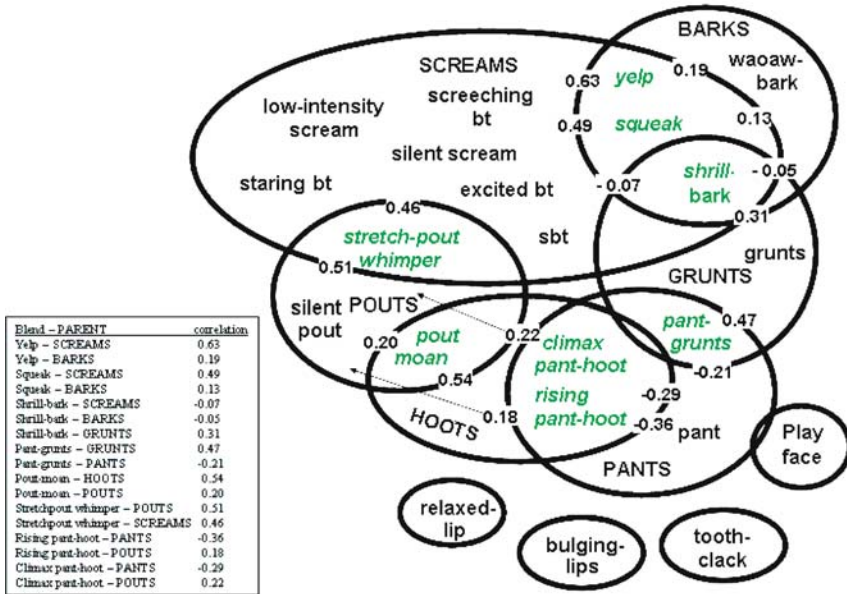 BARKS
waoaw-
bark
SCREAMS
0.63
yelp
0.19
screeching
bt
low-intensity
scream
0.49
squeak
0.13
silent scream
shrill-
bark
- 0.05
- 0.07
staring bt
excited bt
0.46
0.31
stretch-pout
whimper
sbt
grunts
0.51
GRUNTS
silent
pout
POUTS
pant-
grunts
0.47
0.20
pout
moan
0.22
climax
pant-hoot
-0.21
0.54
rising
pant-hoot
-0.29
0.18
-0.36
HOOTS
pant
Play
face
PANTS
relaxed-
lip
bulging-
lips
tooth-
clack
Blend – PARENT correlation
Yelp – SCREAMS 0.63
Yelp – BARKS 0.19
Squeak – SCREAMS 0.49
Squeak – BARKS 0.13
Shrill-bark – SCREAMS -0.07
Shrill-bark – BARKS -0.05
Shrill-bark – GRUNTS 0.31
Pant-grunts – GRUNTS 0.47
Pant-grunts – PANTS -0.21
Pout-moan – HOOTS 0.54
Pout-moan – POUTS 0.20
Stretchpout whimper – POUTS 0.51
Stretchpout whimper – SCREAMS 0.46
Rising pant-hoot – PANTS -0.36
Rising pant-hoot – POUTS 0.18
Climax pant-hoot – PANTS -0.29
Climax pant-hoot – POUTS 0.22